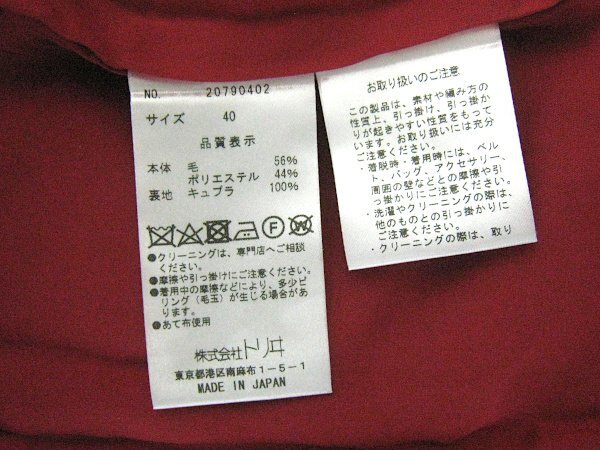 NO. 20790402
サイズ 40
品質表示
本体 毛 56%
ポリエステル 44%
裏地 キュプラ 100%
F W
●クリーニングは、専門店へご相談
ください。
●摩擦や引っ掛けにご注意ください。
●着用中の摩擦などにより、多少ピ
リング(毛玉)が生じる場合があ
ります。
●あて布使用
株式会社トリヰ
東京都港区南麻布1-5-1
MADE IN JAPAN
お取り扱いのご注意
この製品は、素材や編み方の
性質上、引っ掛け、引っ掛か
りが起きやすい性質をもって
います。お取り扱いには充分
ご注意ください。
・着脱時・着用時には、ベル
ト、バッグ、アクセサリー、
周囲の壁などとの摩擦や引
っ掛かりにご注意ください。
・洗濯やクリーニングの際は、
他のものとの引っ掛かりに
ご注意ください。
・クリーニングの際は、取り